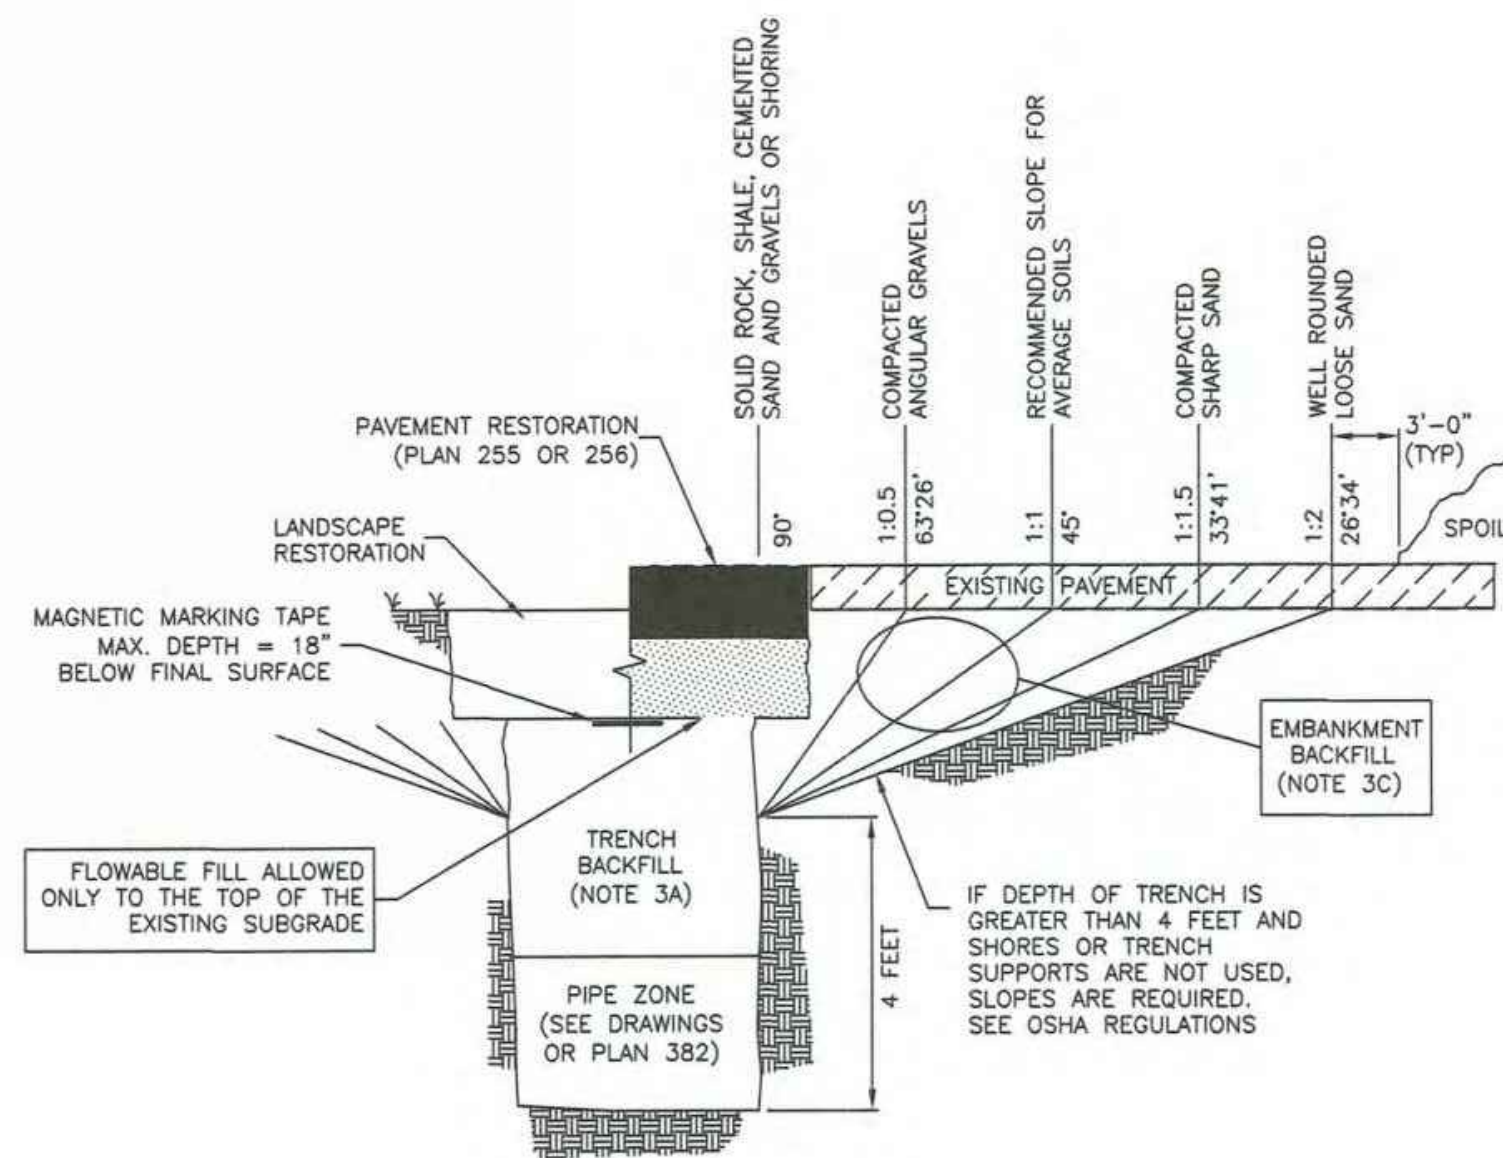 SOLID ROCK, SHALE, CEMENTED
SAND AND GRAVELS OR SHORING
COMPACTED
ANGULAR GRAVELS
RECOMMENDED SLOPE FOR
AVERAGE SOILS
COMPACTED
SHARP SAND
WELL ROUNDED
LOOSE SAND
3'-0"
(TYP)
PAVEMENT RESTORATION
(PLAN 255 OR 256)
90°
1:0.5
63°26'
1:1
45°
1:1.5
33°41'
1:2
26°34'
SPOIL
LANDSCAPE
RESTORATION
EXISTING PAVEMENT
MAGNETIC MARKING TAPE
MAX. DEPTH = 18"
BELOW FINAL SURFACE
EMBANKMENT
BACKFILL
(NOTE 3C)
TRENCH
BACKFILL
(NOTE 3A)
FLOWABLE FILL ALLOWED
ONLY TO THE TOP OF THE
EXISTING SUBGRADE
4 FEET
IF DEPTH OF TRENCH IS
GREATER THAN 4 FEET AND
SHORES OR TRENCH
SUPPORTS ARE NOT USED,
SLOPES ARE REQUIRED.
SEE OSHA REGULATIONS
PIPE ZONE
(SEE DRAWINGS
OR PLAN 382)